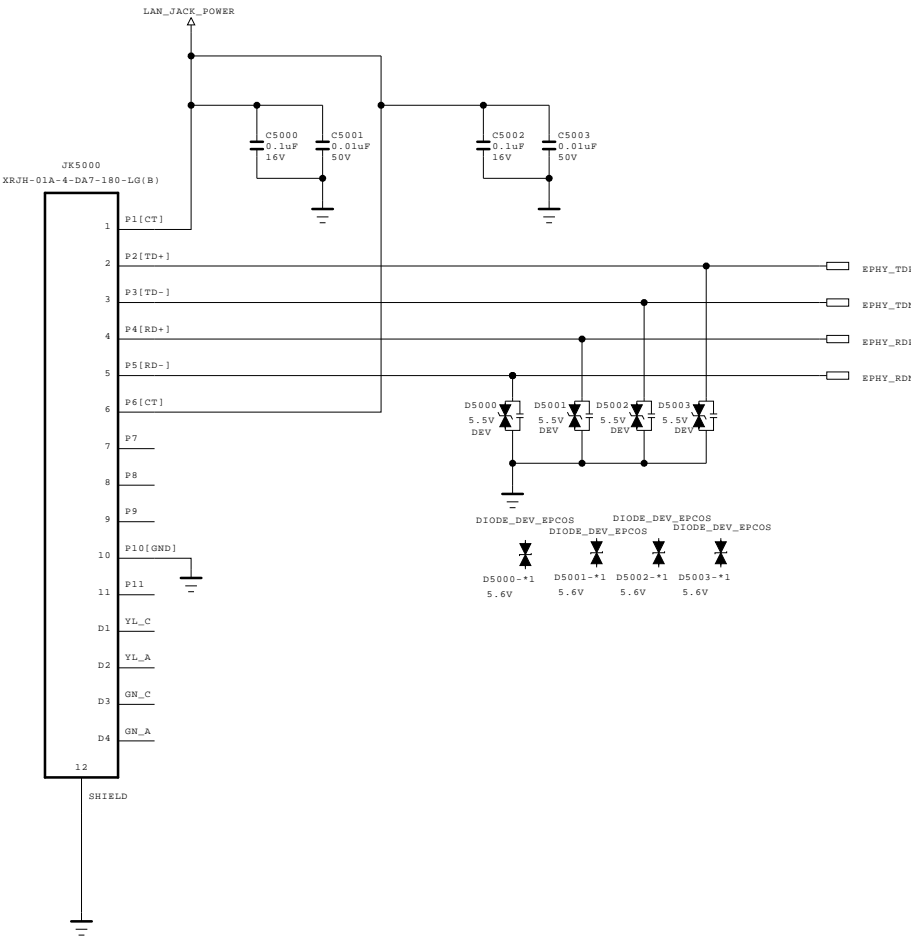 LAN_JACK_POWER
C5000
0.1uF
16V
C5001
0.01uF
50V
C5002
0.1uF
16V
C5003
0.01uF
50V
JK5000
XRJH-01A-4-DA7-180-LG(B)
1
P1[CT]
2
P2[TD+]
3
P3[TD-]
4
P4[RD+]
5
P5[RD-]
6
P6[CT]
7
P7
8
P8
9
P9
10
P10[GND]
11
P11
D1
YL_C
D2
YL_A
D3
GN_C
D4
GN_A
12
SHIELD
EPHY_TDP
EPHY_TDN
EPHY_RDP
EPHY_RDN
D5000
5.5V
DEV
D5001
5.5V
DEV
D5002
5.5V
DEV
D5003
5.5V
DEV
DIODE_DEV_EPCOS
DIODE_DEV_EPCOS
DIODE_DEV_EPCOS
DIODE_DEV_EPCOS
D5000-*1
5.6V
D5001-*1
5.6V
D5002-*1
5.6V
D5003-*1
5.6V